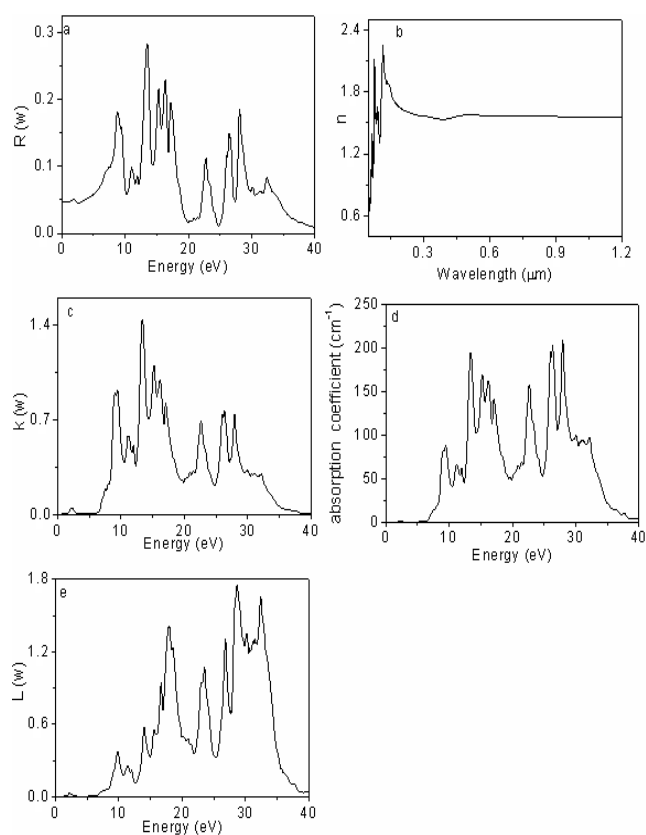 a
R (w)
0.3
0.2
0.1
0.0
0 10 20 30 40
Energy (eV)
b
n
2.4
1.8
1.2
0.6
0.3 0.6 0.9 1.2
Wavelength (μm)
c
k (w)
1.4
0.7
0.0
0 10 20 30 40
Energy (eV)
d
absorption coefficient (cm⁻¹)
250
200
150
100
50
0
0 10 20 30 40
Energy (eV)
e
L (w)
1.8
1.2
0.6
0.0
0 10 20 30 40
Energy (eV)